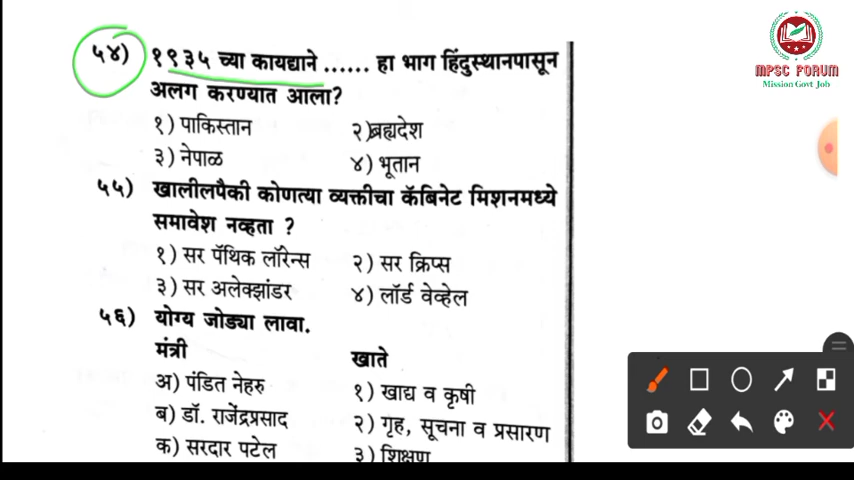 MPSC FORUM
Mission Govt Job
५४) १९३५ च्या कायद्याने ...... हा भाग हिंदुस्थानपासून
अलग करण्यात आला?
१) पाकिस्तान २)ब्रह्मदेश
३) नेपाळ ४) भूतान
५५) खालीलपैकी कोणत्या व्यक्तीचा कॅबिनेट मिशनमध्ये
समावेश नव्हता ?
१) सर पॅथिक लॉरेन्स २) सर क्रिप्स
३) सर अलेक्झांडर ४) लॉर्ड वेव्हेल
५६) योग्य जोड्या लावा.
मंत्री खाते
अ) पंडित नेहरु १) खाद्य व कृषी
ब) डॉ. राजेंद्रप्रसाद २) गृह, सूचना व प्रसारण
क) सरदार पटेल ३) शिक्षण